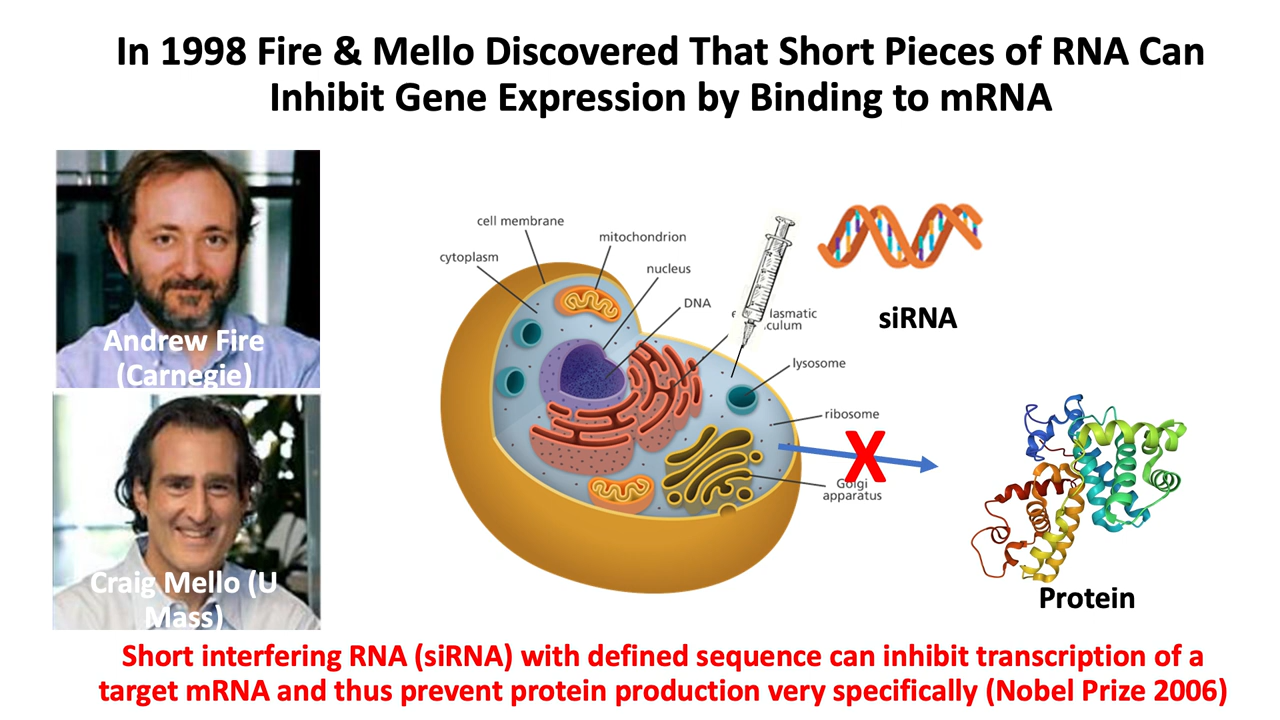 In 1998 Fire & Mello Discovered That Short Pieces of RNA Can
Inhibit Gene Expression by Binding to mRNA
Andrew Fire
(Carnegie)
Craig Mello (U
Mass)
cell membrane
cytoplasm
mitochondrion
nucleus
DNA
lysosome
ribosome
Golgi
apparatus
siRNA
Protein
X
Short interfering RNA (siRNA) with defined sequence can inhibit transcription of a
target mRNA and thus prevent protein production very specifically (Nobel Prize 2006)